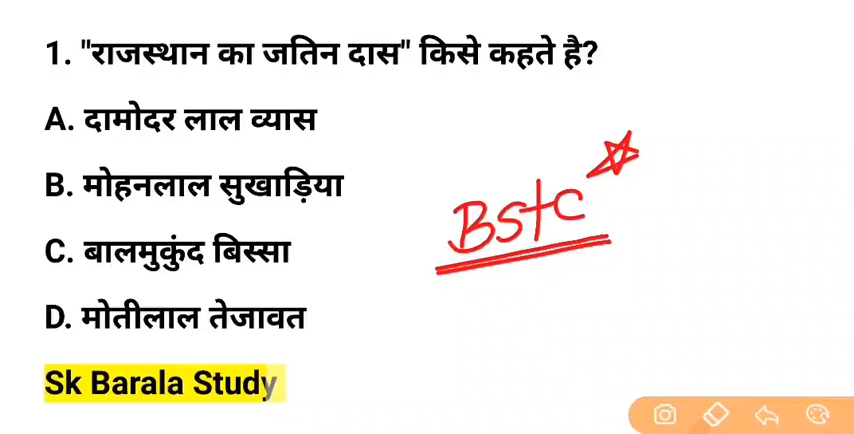 1. "राजस्थान का जतिन दास" किसे कहते है?
A. दामोदर लाल व्यास
B. मोहनलाल सुखाड़िया
Bstc
C. बालमुकुंद बिस्सा
D. मोतीलाल तेजावत
Sk Barala Study